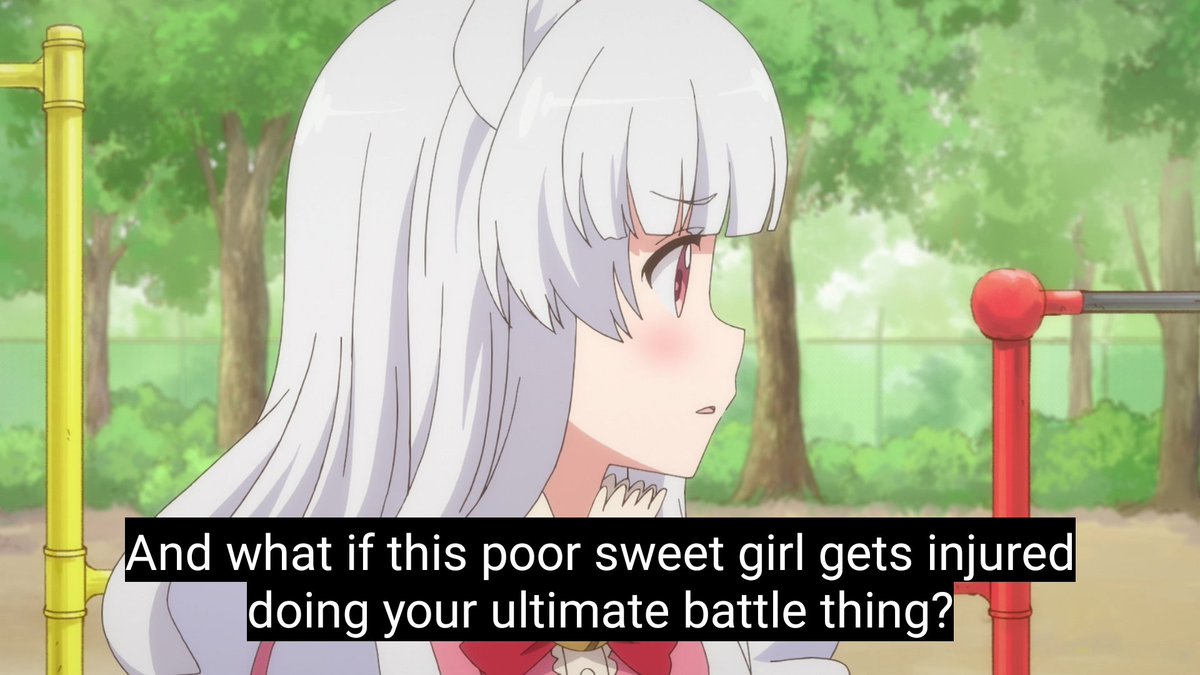 And what if this poor sweet girl gets injured
doing your ultimate battle thing?